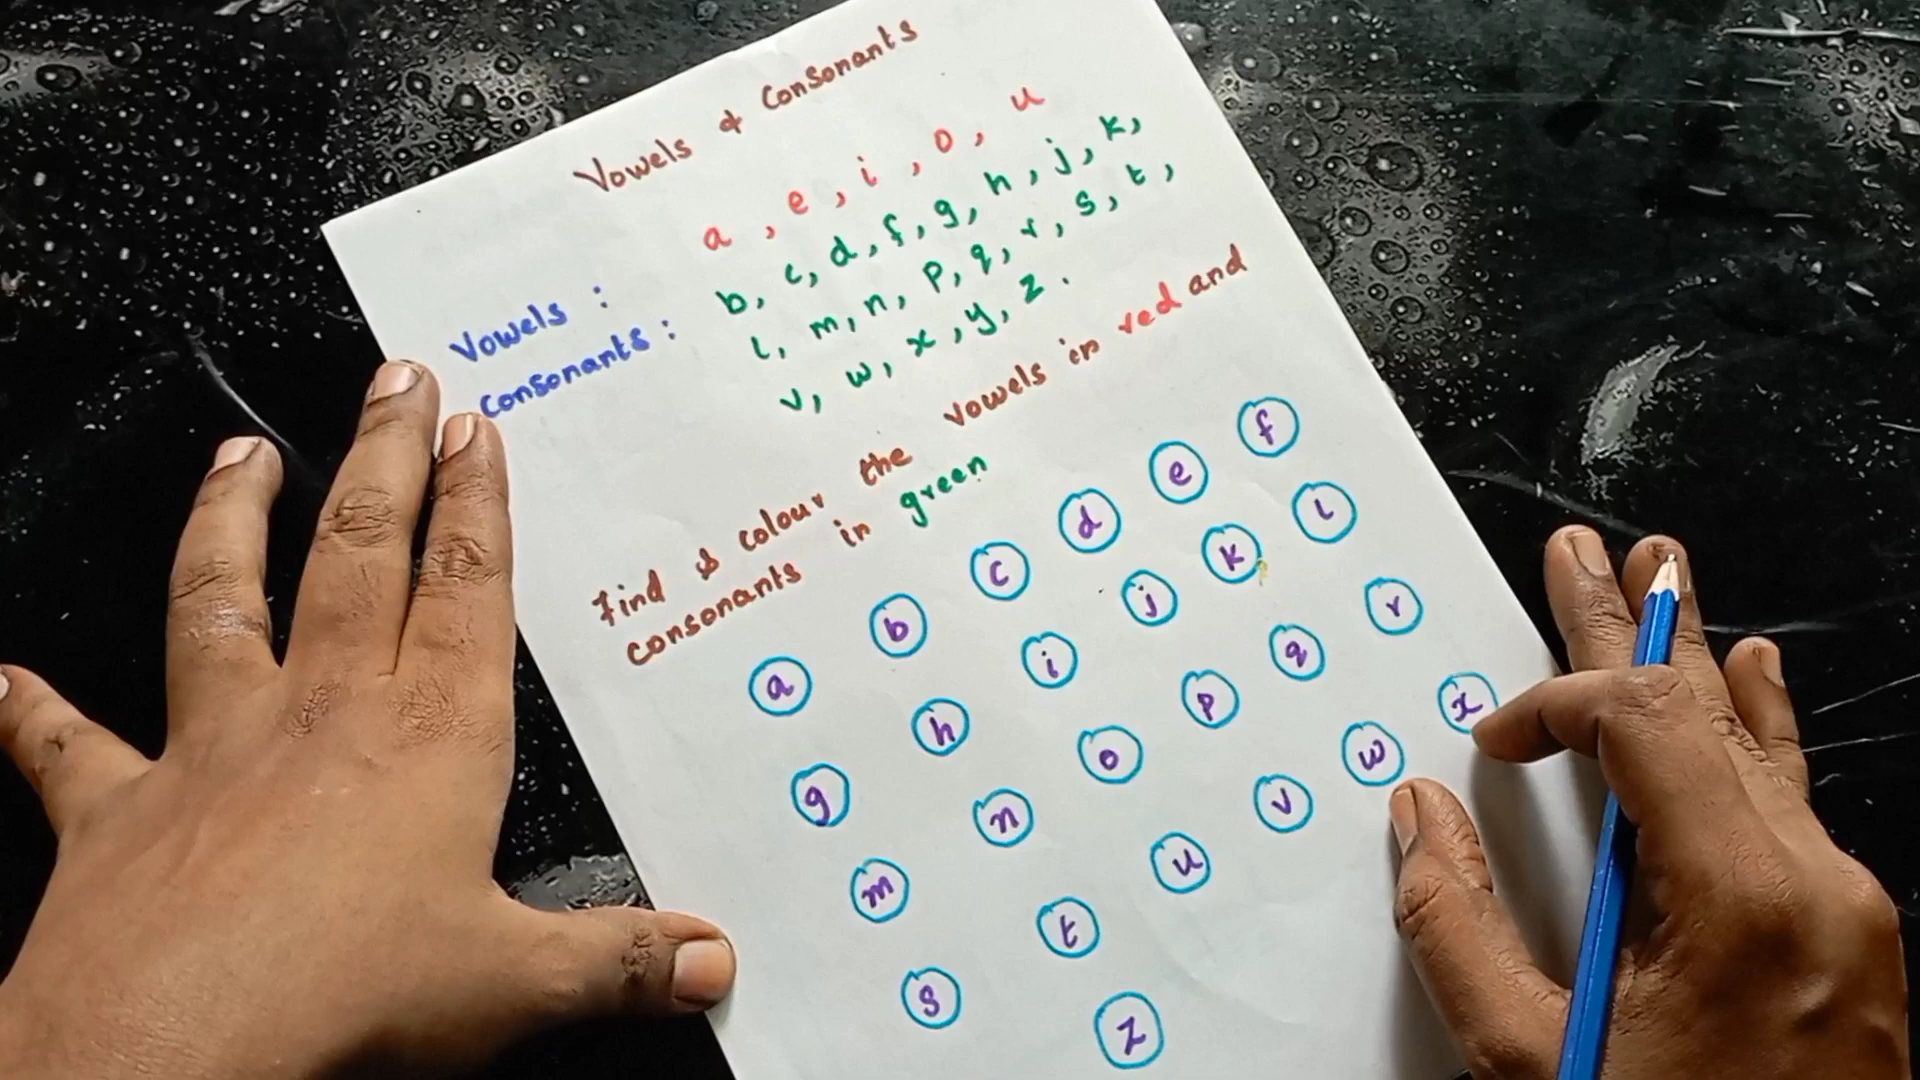 Vowels & Consonants
Vowels : a, e, i, o, u
Consonants : b, c, d, f, g, h, j, k,
l, m, n, p, q, r, s, t,
v, w, x, y, z.
Find & colour the vowels in red and
consonants in green
a b c d e f
g h i j k l
m n o p q r
s t u v w x
z